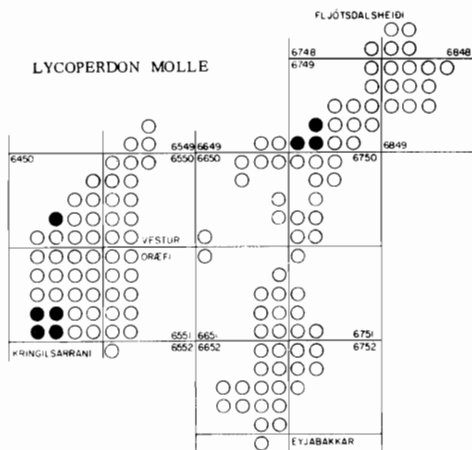 FLJÓTSDALSHEIÐI
LYCOPERDON MOLLE
6748 6848
6749
6549 6649
6450 6550 6650 6750 6849
VESTUR
ÖRÆFI
6551 6651 6751
KRINGILSÁRRANI 6552 6652 6752
EYJABAKKAR